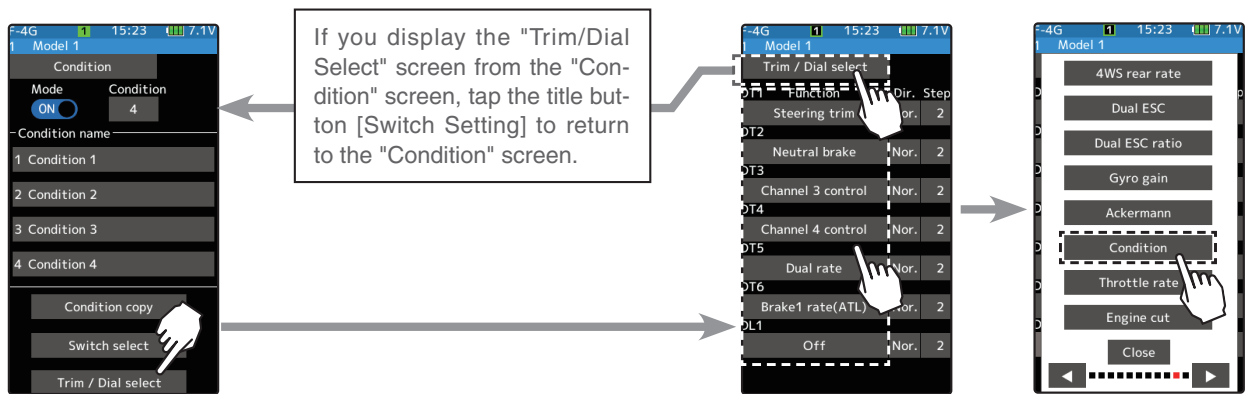 F-4G 1 15:23 7.1V
1 Model 1
Condition
Mode Condition
ON 4
Condition name
1 Condition 1
2 Condition 2
3 Condition 3
4 Condition 4
Condition copy
Switch select
Trim / Dial select
If you display the "Trim/Dial
Select" screen from the "Con-
dition" screen, tap the title but-
ton [Switch Setting] to return
to the "Condition" screen.
F-4G 1 15:23 7.1V
1 Model 1
Trim / Dial select
DT1 Function Dir. Step
Steering trim Nor. 2
DT2
Neutral brake Nor. 2
DT3
Channel 3 control Nor. 2
DT4
Channel 4 control Nor. 2
DT5
Dual rate Nor. 2
DT6
Brake1 rate(ATL) Nor. 2
DL1
Off Nor. 2
F-4G 1 15:23 7.1V
1 Model 1
4WS rear rate
Dual ESC
Dual ESC ratio
Gyro gain
Ackermann
Condition
Throttle rate
Engine cut
Close